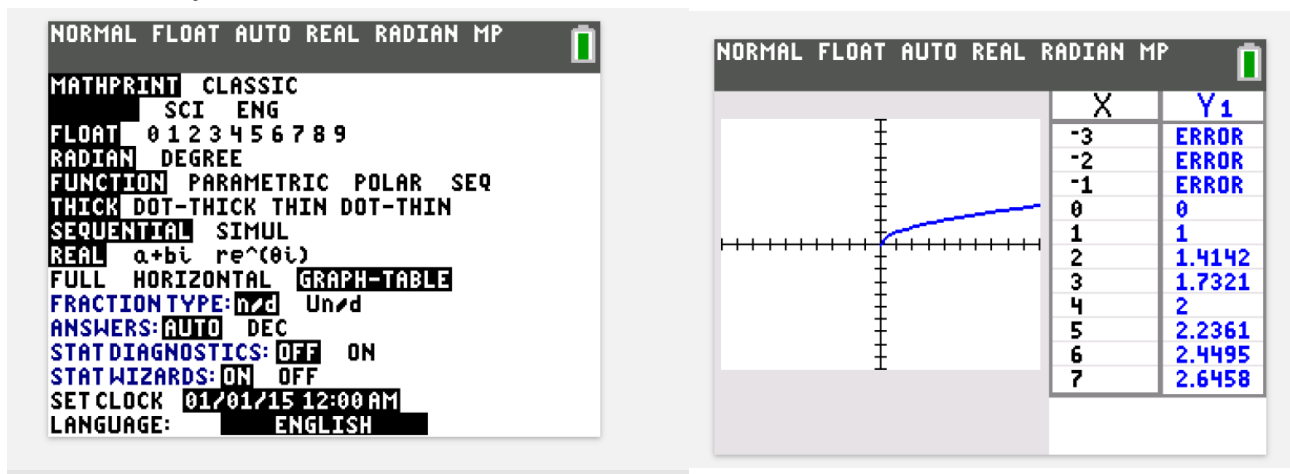 NORMAL FLOAT AUTO REAL RADIAN MP
MATHPRINT CLASSIC
SCI ENG
FLOAT 0 1 2 3 4 5 6 7 8 9
RADIAN DEGREE
FUNCTION PARAMETRIC POLAR SEQ
THICK DOT-THICK THIN DOT-THIN
SEQUENTIAL SIMUL
REAL a+bi re^(θi)
FULL HORIZONTAL GRAPH-TABLE
FRACTION TYPE: n/d Un/d
ANSWERS: AUTO DEC
STAT DIAGNOSTICS: OFF ON
STAT WIZARDS: ON OFF
SET CLOCK 01/01/15 12:00 AM
LANGUAGE: ENGLISH
NORMAL FLOAT AUTO REAL RADIAN MP
X Y1
-3 ERROR
-2 ERROR
-1 ERROR
0 0
1 1
2 1.4142
3 1.7321
4 2
5 2.2361
6 2.4495
7 2.6458